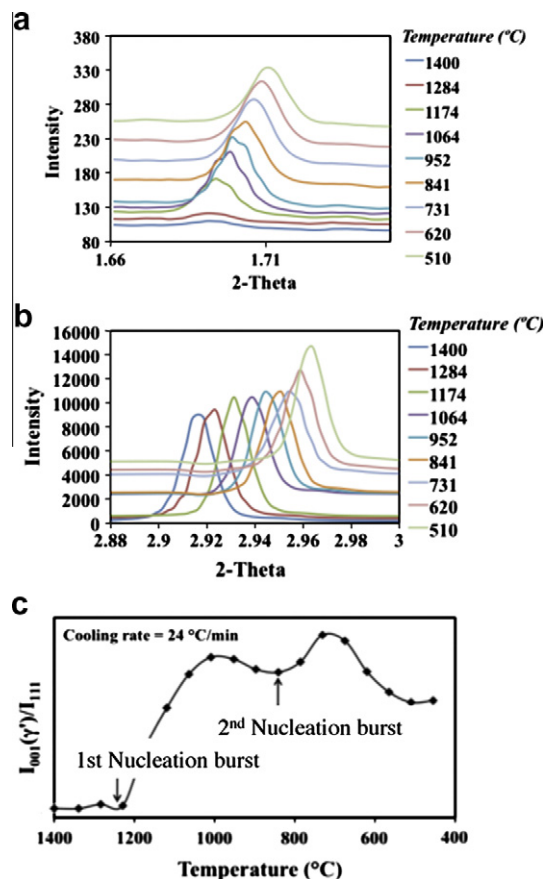 a
Temperature (°C)
380
330
280
230
180
130
80
Intensity
1.66 1.71
2-Theta
1400
1284
1174
1064
952
841
731
620
510
b
Temperature (°C)
16000
14000
12000
10000
8000
6000
4000
2000
0
Intensity
2.88 2.9 2.92 2.94 2.96 2.98 3
2-Theta
1400
1284
1174
1064
952
841
731
620
510
c
Cooling rate = 24 °C/min
I001(γ')/I111
2nd Nucleation burst
1st Nucleation burst
1400 1200 1000 800 600 400
Temperature (°C)